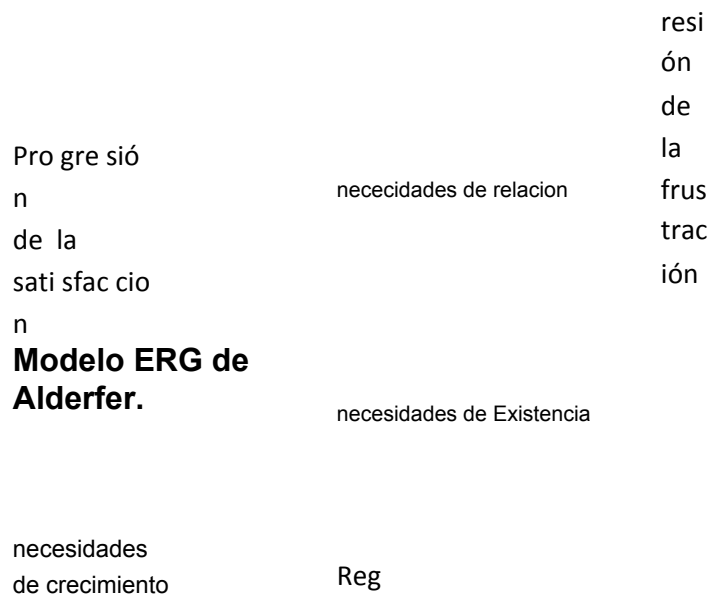 Pro gre sió
n
de la
sati sfac cio
n
Modelo ERG de
Alderfer.
necesidades
de crecimiento
nececidades de relacion
necesidades de Existencia
Reg
resi
ón
de
la
frus
trac
ión